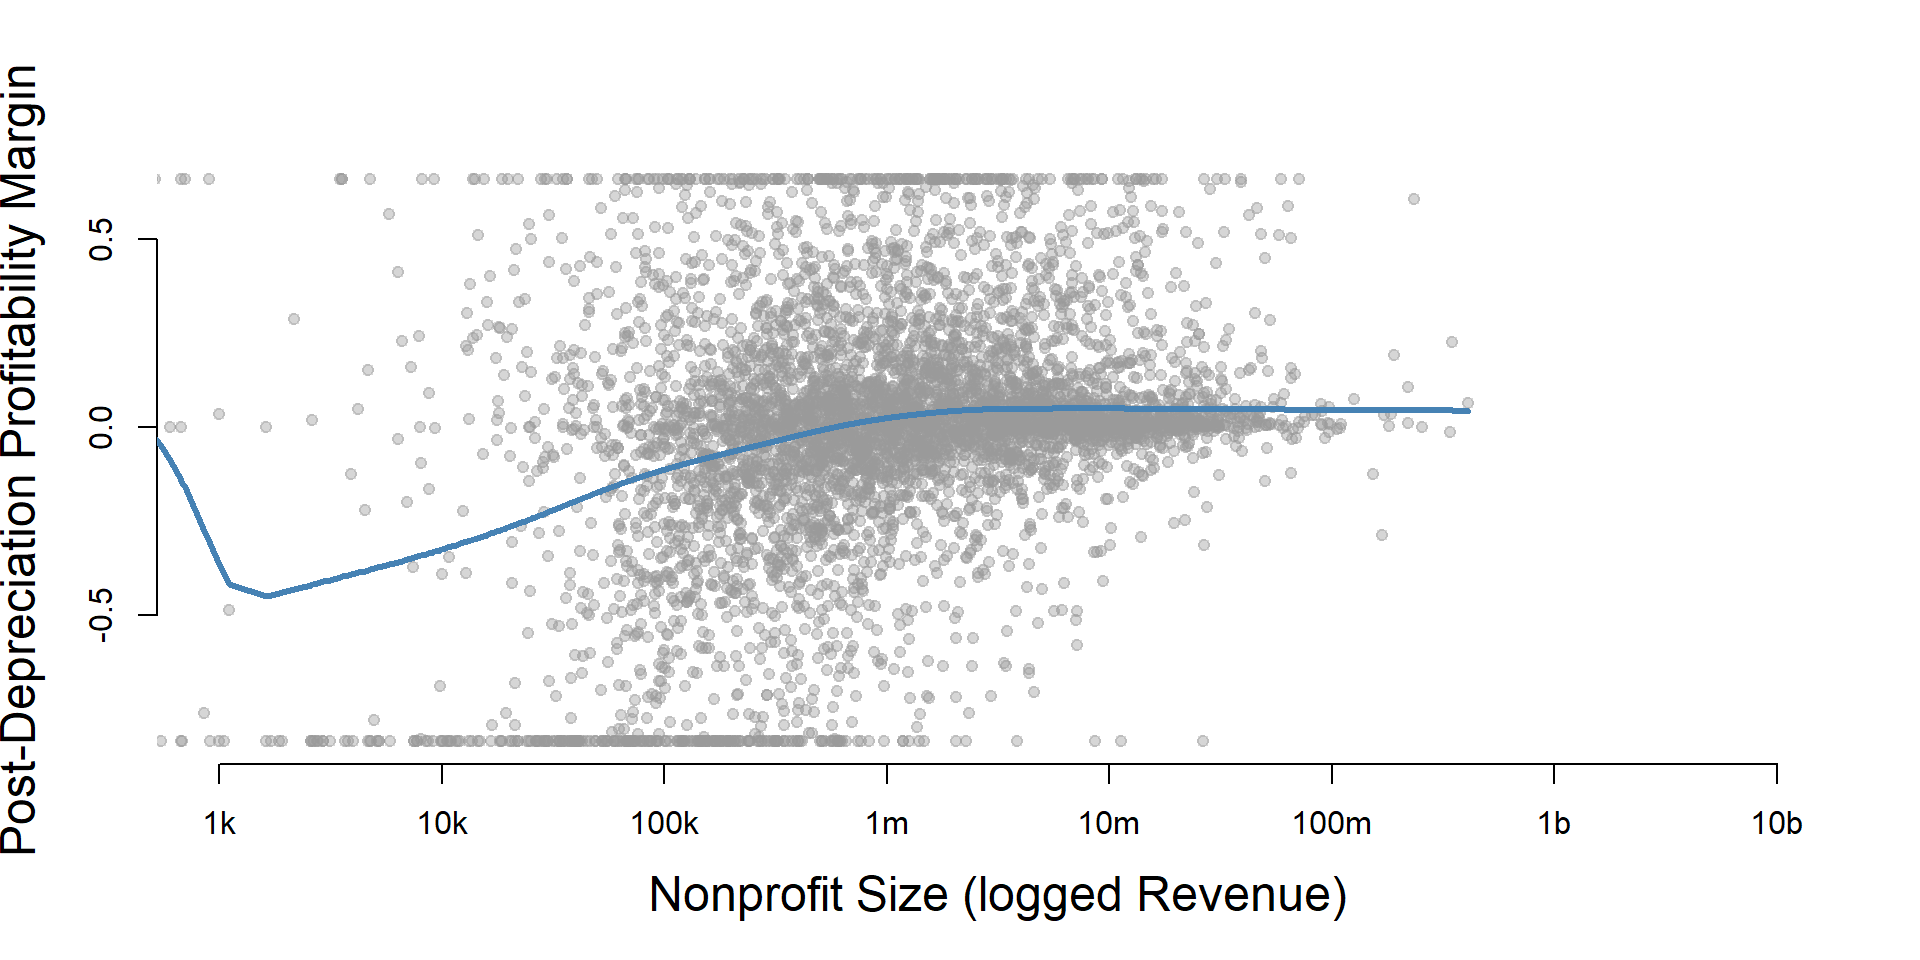 Post-Depreciation Profitability Margin
0.5
0.0
-0.5
1k 10k 100k 1m 10m 100m 1b 10b
Nonprofit Size (logged Revenue)